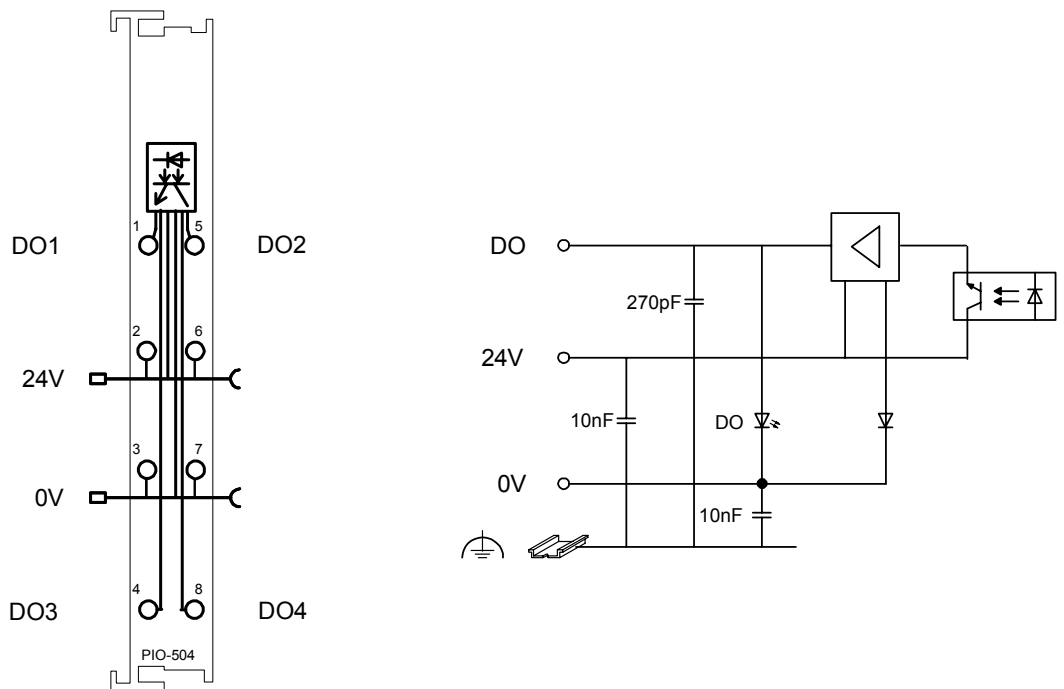 1
5
DO1
DO2
2
6
24V
3
7
0V
4
8
DO3
DO4
PIO-504
DO
270pF
24V
10nF
DO
0V
10nF